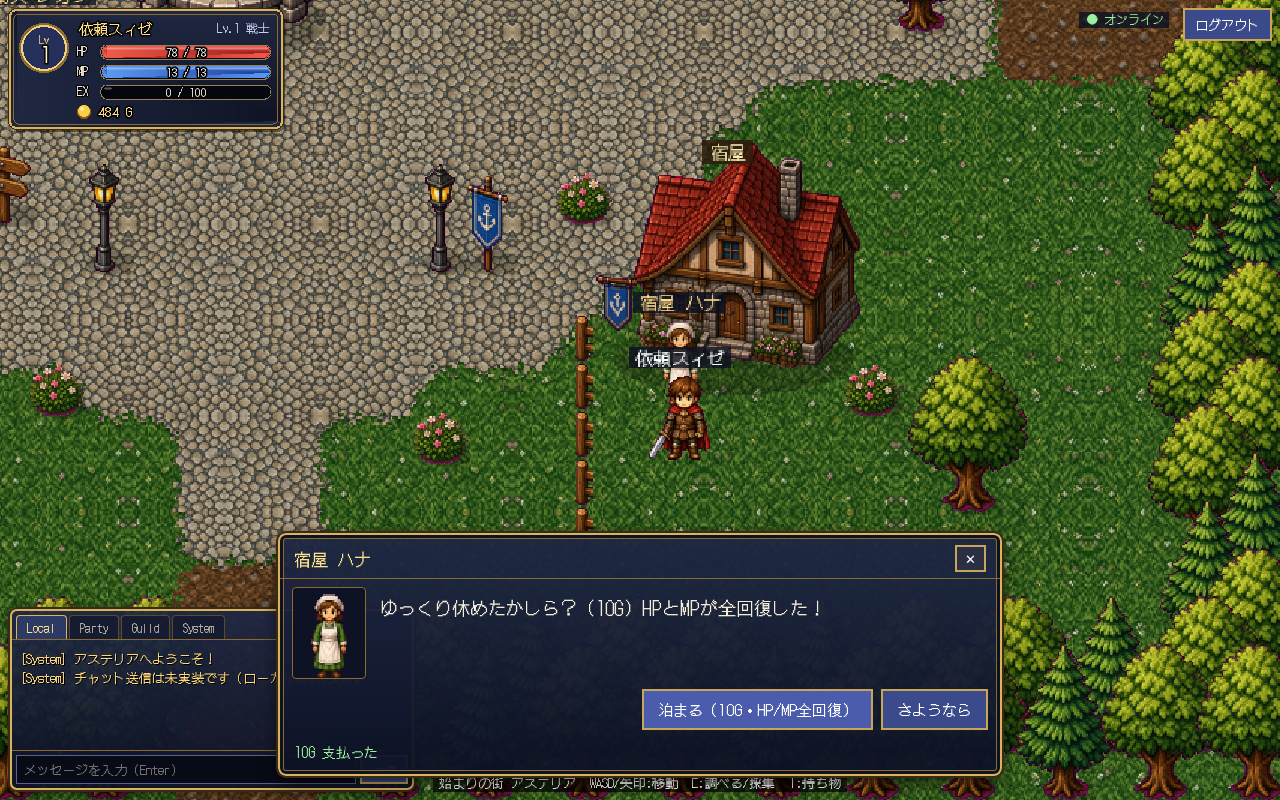 Lv
1
依頼スィゼ
Lv.1 戦士
HP
78 / 78
MP
13 / 13
EX
0 / 100
484 G
オンライン
ログアウト
宿屋
宿屋 ハナ
依頼スィゼ
宿屋 ハナ
×
ゆっくり休めたかしら？（10G）HPとMPが全回復した！
泊まる（10G・HP/MP全回復）
さようなら
10G 支払った
Local
Party
Guild
System
[System] アステリアへようこそ！
[System] チャット送信は未実装です（ローカ
メッセージを入力（Enter）
始まりの街 アステリア WASD/矢印:移動 E:調べる/採集 I:持ち物